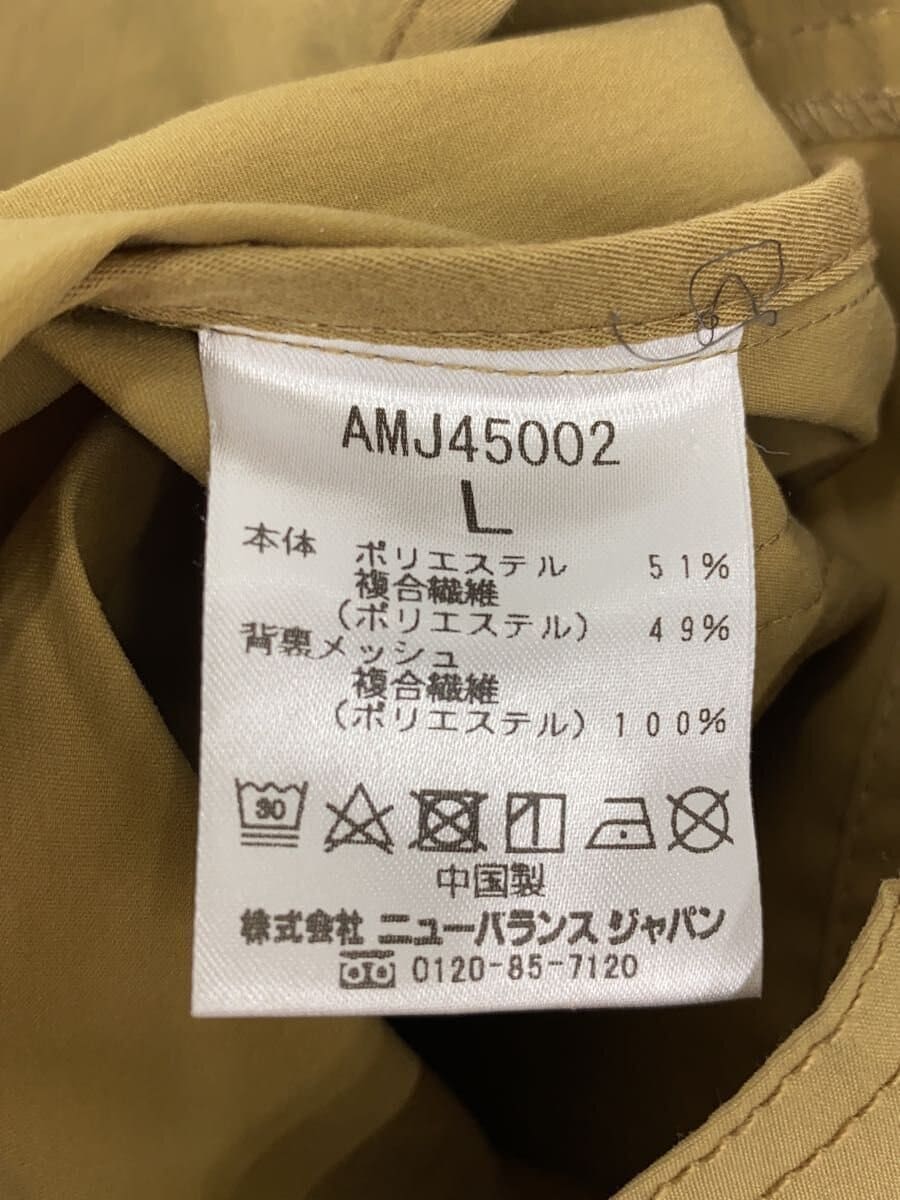 AMJ45002
L
本体 ポリエステル 51%
複合繊維
(ポリエステル) 49%
背裏メッシュ
複合繊維
(ポリエステル) 100%
30
中国製
株式会社 ニューバランス ジャパン
0120-85-7120